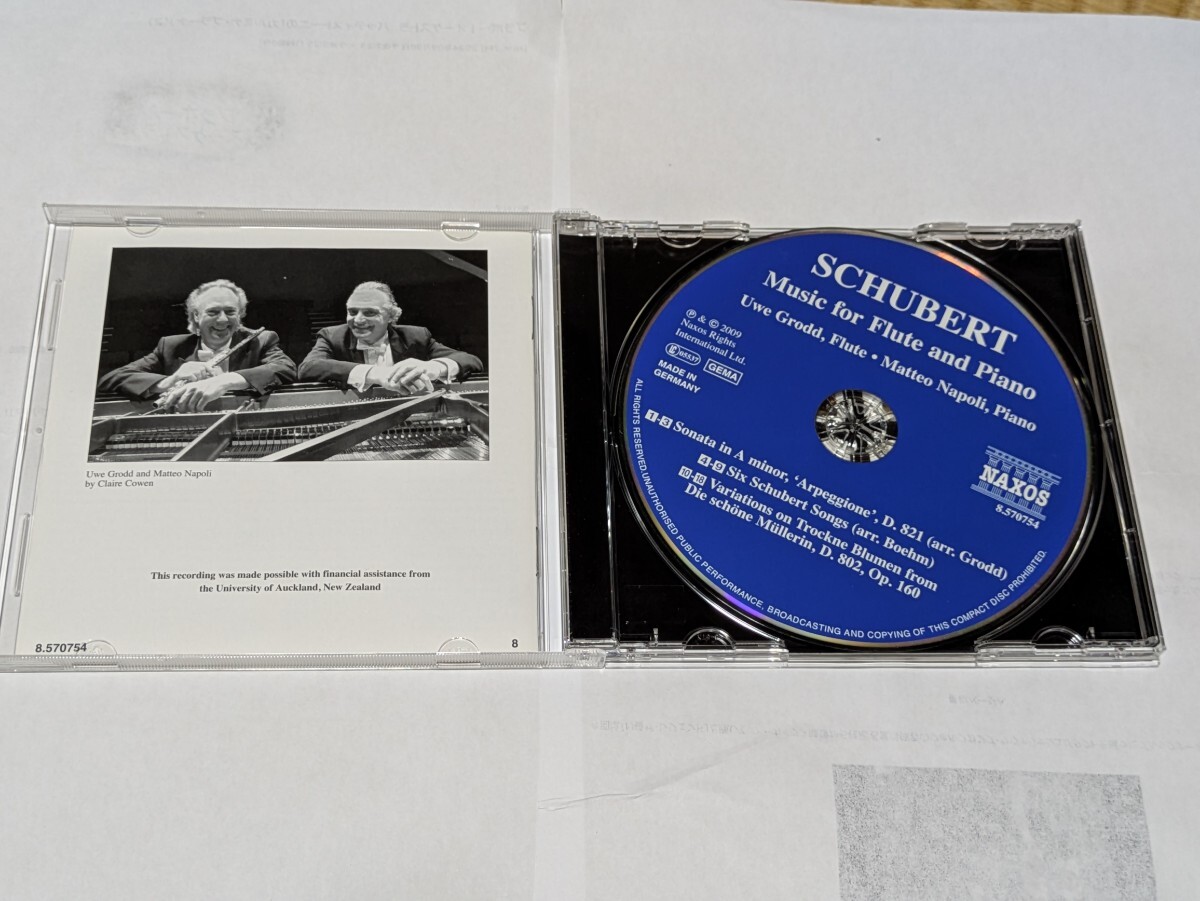 Uwe Grodd and Matteo Napoli
by Claire Cowen
This recording was made possible with financial assistance from
the University of Auckland, New Zealand
8.570754
8
SCHUBERT
Music for Flute and Piano
Uwe Grodd, Flute • Matteo Napoli, Piano
℗ & © 2009
Naxos Rights
International Ltd.
LC 05537
GEMA
MADE IN
GERMANY
NAXOS
8.570754
1-3 Sonata in A minor, 'Arpeggione', D. 821 (arr. Grodd)
4-9 Six Schubert Songs (arr. Boehm)
10-18 Variations on Trockne Blumen from
Die schöne Müllerin, D. 802, Op. 160
ALL RIGHTS RESERVED. UNAUTHORISED PUBLIC PERFORMANCE, BROADCASTING AND COPYING OF THIS COMPACT DISC PROHIBITED.